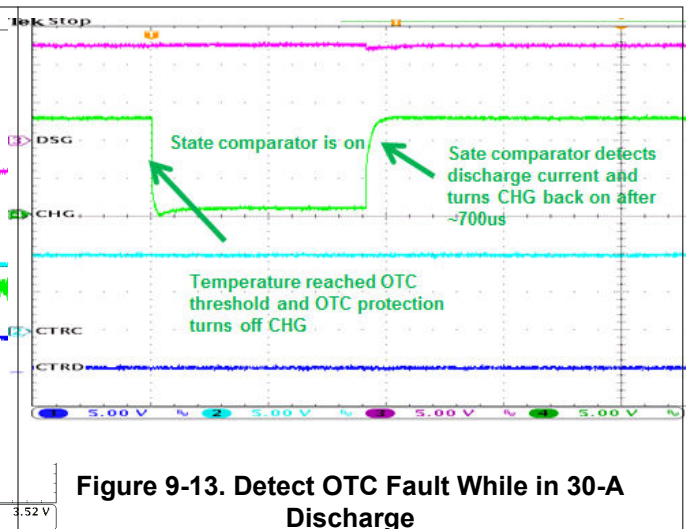 Tek Stop
DSG
State comparator is on
Sate comparator detects
discharge current and
turns CHG back on after
~700us
CHG
Temperature reached OTC
threshold and OTC protection
turns off CHG
CTRC
CTRD
1 5.00 V 2 5.00 V 3 5.00 V 4 5.00 V
3.52 V
Figure 9-13. Detect OTC Fault While in 30-A
Discharge